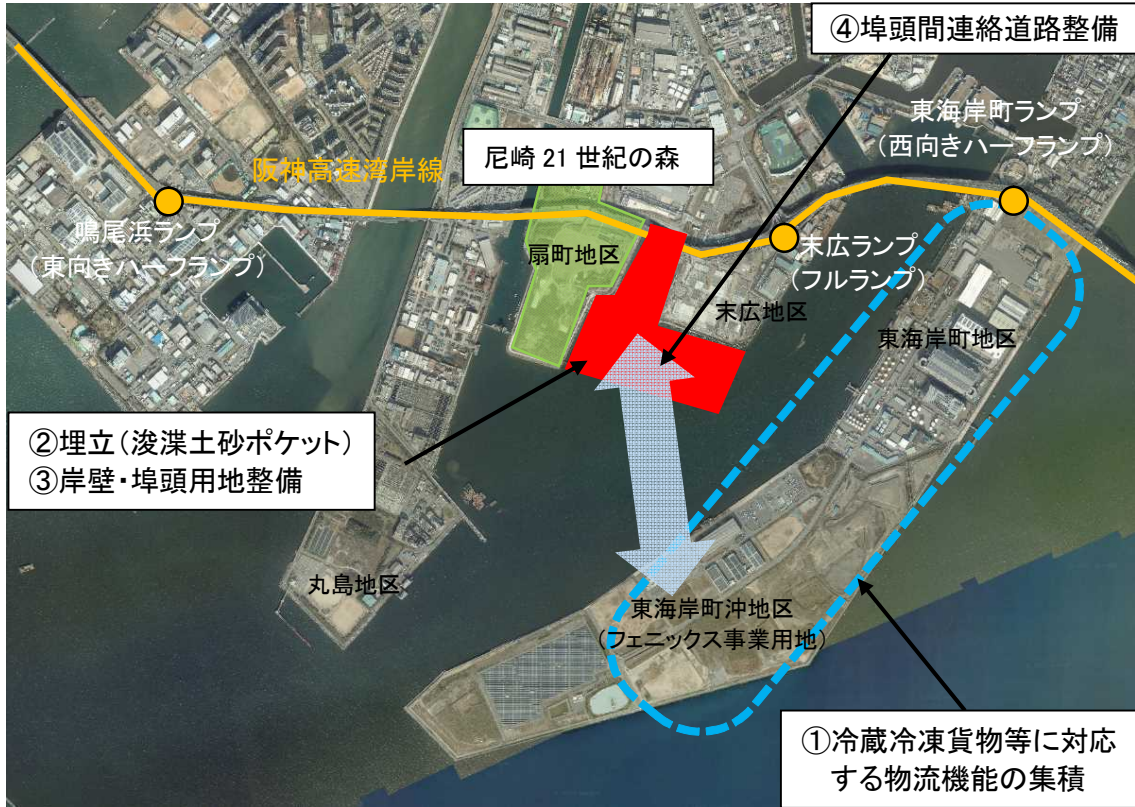 ④埠頭間連絡道路整備
東海岸町ランプ
（西向きハーフランプ）
尼崎 21 世紀の森
阪神高速湾岸線
鳴尾浜ランプ
（東向きハーフランプ）
扇町地区
末広ランプ
（フルランプ）
末広地区
東海岸町地区
②埋立（浚渫土砂ポケット）
③岸壁・埠頭用地整備
丸島地区
東海岸町沖地区
（フェニックス事業用地）
①冷蔵冷凍貨物等に対応
する物流機能の集積